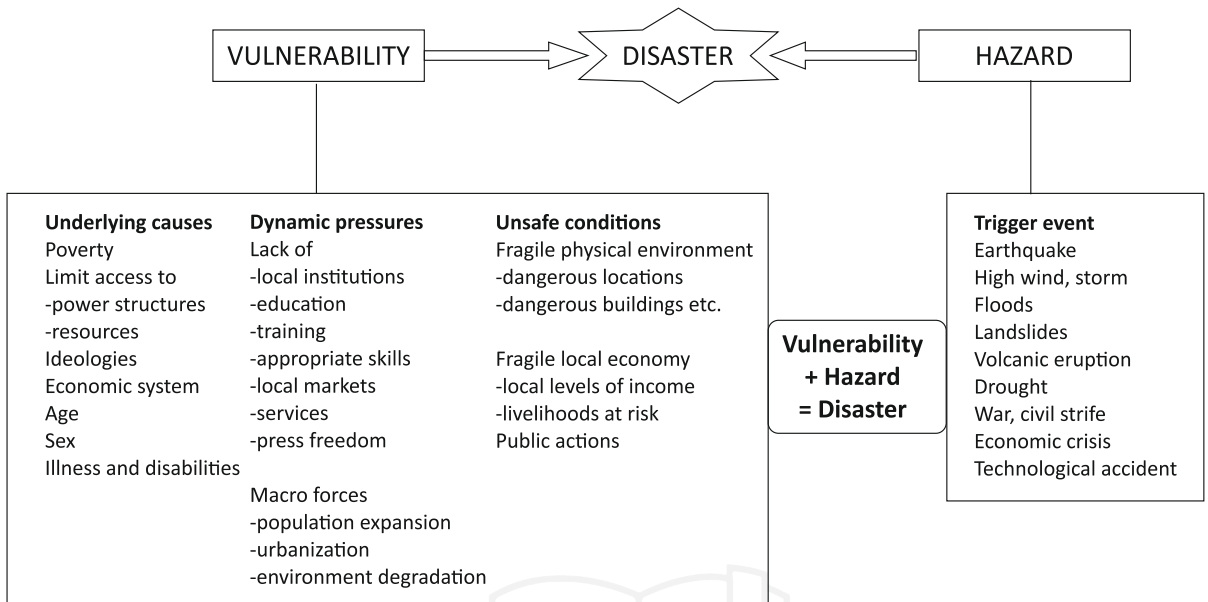 VULNERABILITY
DISASTER
HAZARD
Underlying causes
Poverty
Limit access to
-power structures
-resources
Ideologies
Economic system
Age
Sex
Illness and disabilities
Dynamic pressures
Lack of
-local institutions
-education
-training
-appropriate skills
-local markets
-services
-press freedom
Macro forces
-population expansion
-urbanization
-environment degradation
Unsafe conditions
Fragile physical environment
-dangerous locations
-dangerous buildings etc.
Fragile local economy
-local levels of income
-livelihoods at risk
Public actions
Vulnerability
+ Hazard
= Disaster
Trigger event
Earthquake
High wind, storm
Floods
Landslides
Volcanic eruption
Drought
War, civil strife
Economic crisis
Technological accident